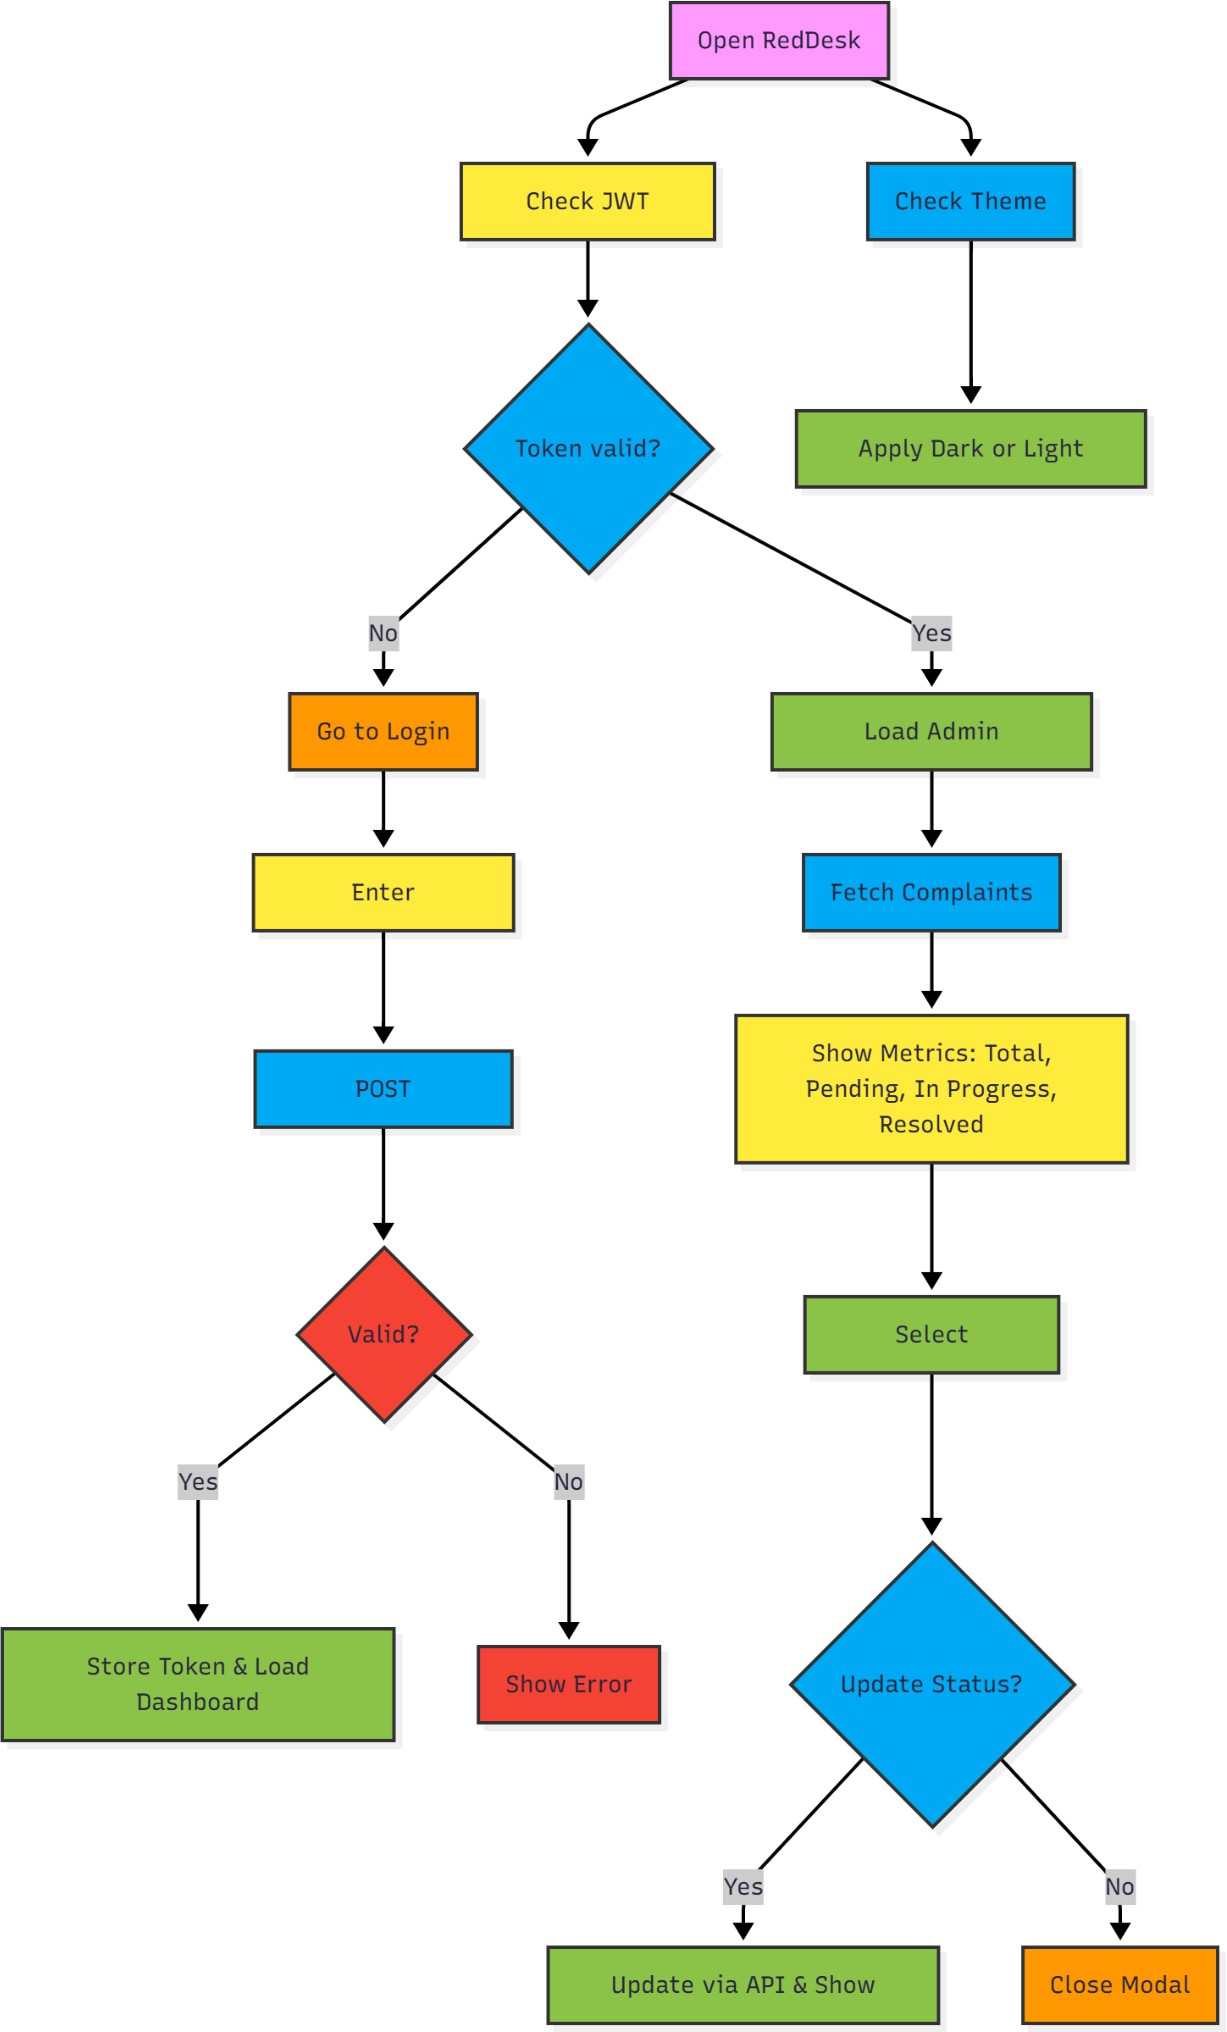 Open RedDesk
Check JWT
Check Theme
Token valid?
Apply Dark or Light
No
Yes
Go to Login
Load Admin
Enter
Fetch Complaints
Show Metrics: Total,
Pending, In Progress,
Resolved
POST
Valid?
Select
Yes
No
Store Token & Load
Dashboard
Show Error
Update Status?
Yes
No
Update via API & Show
Close Modal